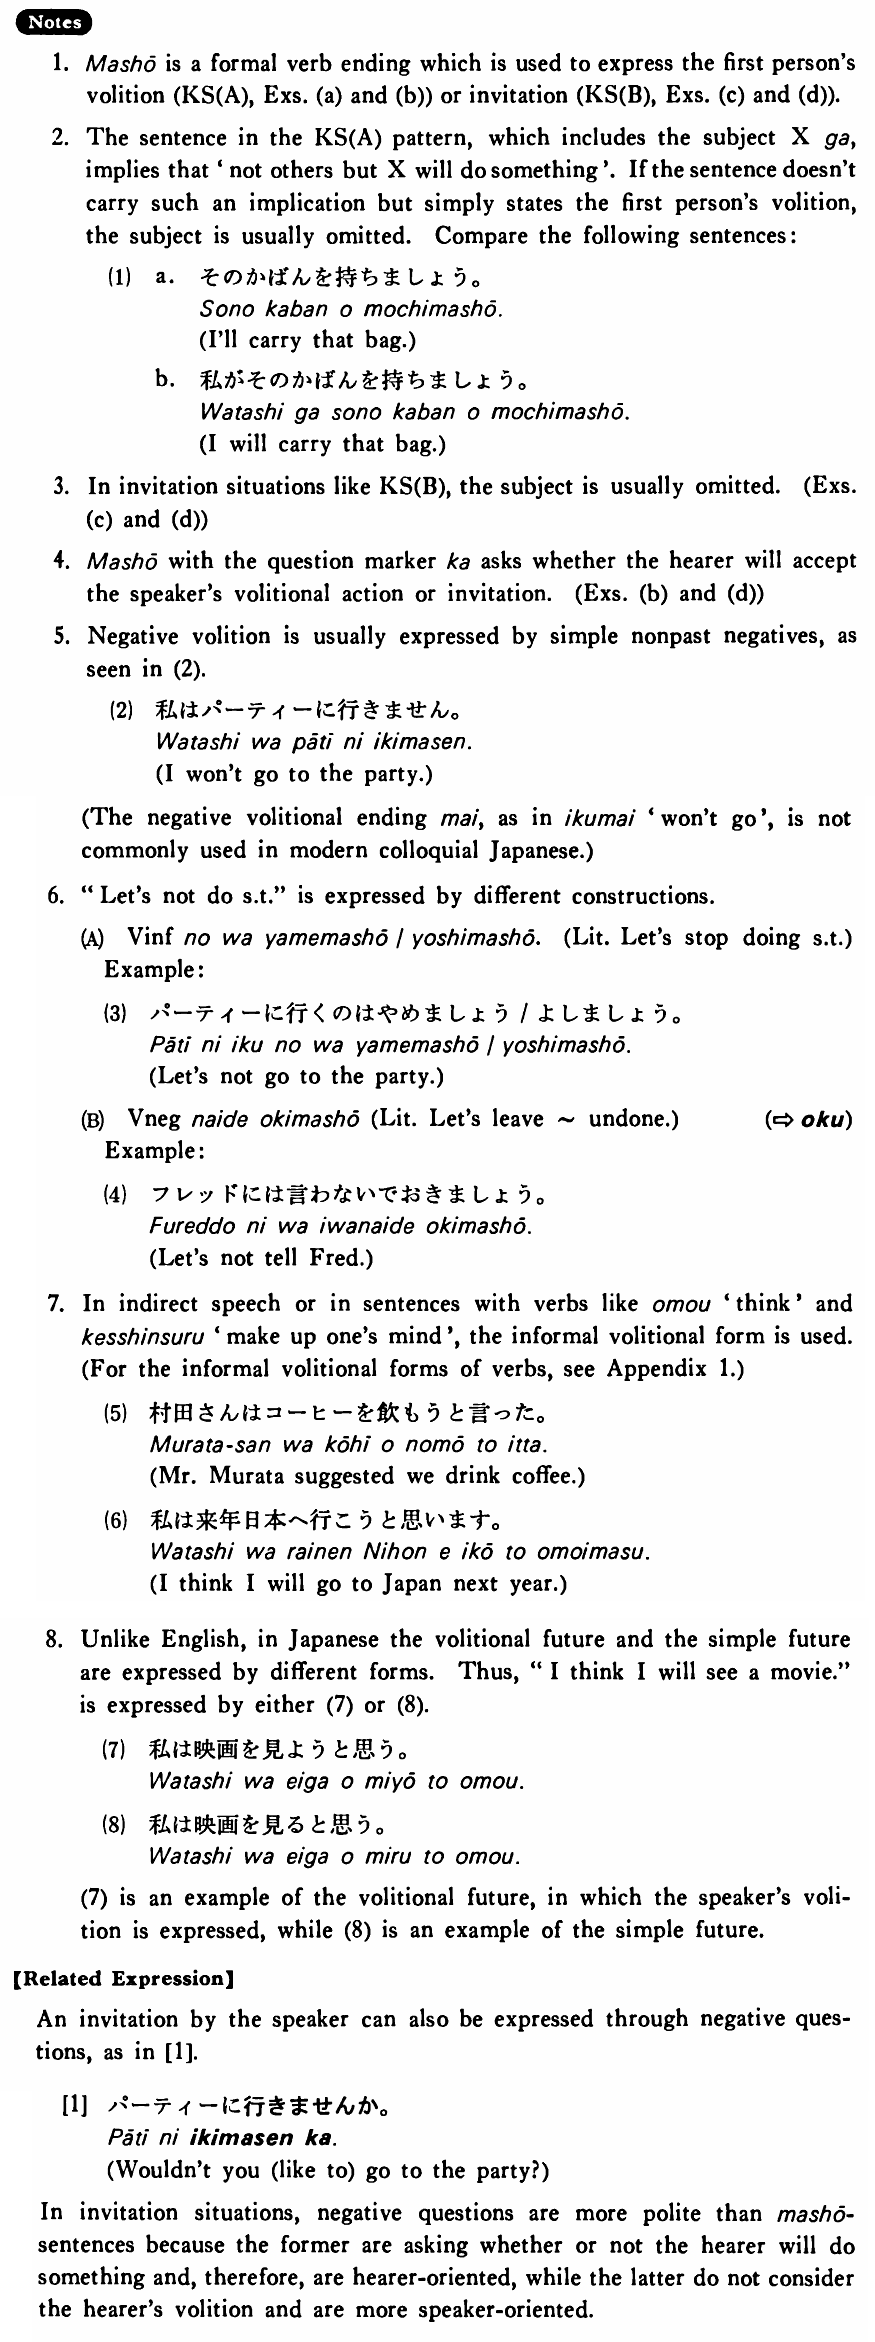 Notes
1. Mashō is a formal verb ending which is used to express the first person's
volition (KS(A), Exs. (a) and (b)) or invitation (KS(B), Exs. (c) and (d)).
2. The sentence in the KS(A) pattern, which includes the subject X ga,
implies that ‘ not others but X will do something ’. If the sentence doesn't
carry such an implication but simply states the first person's volition,
the subject is usually omitted. Compare the following sentences:
(1) a. そのかばんを持ちましょう。
Sono kaban o mochimashō.
(I'll carry that bag.)
b. 私がそのかばんを持ちましょう。
Watashi ga sono kaban o mochimashō.
(I will carry that bag.)
3. In invitation situations like KS(B), the subject is usually omitted. (Exs.
(c) and (d))
4. Mashō with the question marker ka asks whether the hearer will accept
the speaker's volitional action or invitation. (Exs. (b) and (d))
5. Negative volition is usually expressed by simple nonpast negatives, as
seen in (2).
(2) 私はパーティーに行きません。
Watashi wa pātī ni ikimasen.
(I won't go to the party.)
(The negative volitional ending mai, as in ikumai ‘ won't go ’, is not
commonly used in modern colloquial Japanese.)
6. “ Let's not do s.t.” is expressed by different constructions.
(A) Vinf no wa yamemashō / yoshimashō. (Lit. Let's stop doing s.t.)
Example:
(3) パーティーに行くのはやめましょう / よしましょう。
Pātī ni iku no wa yamemashō / yoshimashō.
(Let's not go to the party.)
(B) Vneg naide okimashō (Lit. Let's leave ~ undone.) (⇨ oku)
Example:
(4) フレッドには言わないでおきましょう。
Fureddo ni wa iwanaide okimashō.
(Let's not tell Fred.)
7. In indirect speech or in sentences with verbs like omou ‘ think ’ and
kesshinsuru ‘ make up one's mind ’, the informal volitional form is used.
(For the informal volitional forms of verbs, see Appendix 1.)
(5) 村田さんはコーヒーを飲もうと言った。
Murata-san wa kōhī o nomō to itta.
(Mr. Murata suggested we drink coffee.)
(6) 私は来年日本へ行こうと思います。
Watashi wa rainen Nihon e ikō to omoimasu.
(I think I will go to Japan next year.)
8. Unlike English, in Japanese the volitional future and the simple future
are expressed by different forms. Thus, “ I think I will see a movie.”
is expressed by either (7) or (8).
(7) 私は映画を見ようと思う。
Watashi wa eiga o miyō to omou.
(8) 私は映画を見ると思う。
Watashi wa eiga o miru to omou.
(7) is an example of the volitional future, in which the speaker's voli-
tion is expressed, while (8) is an example of the simple future.
【Related Expression】
An invitation by the speaker can also be expressed through negative ques-
tions, as in [1].
[1] パーティーに行きませんか。
Pātī ni ikimasen ka.
(Wouldn't you (like to) go to the party?)
In invitation situations, negative questions are more polite than mashō-
sentences because the former are asking whether or not the hearer will do
something and, therefore, are hearer-oriented, while the latter do not consider
the hearer's volition and are more speaker-oriented.